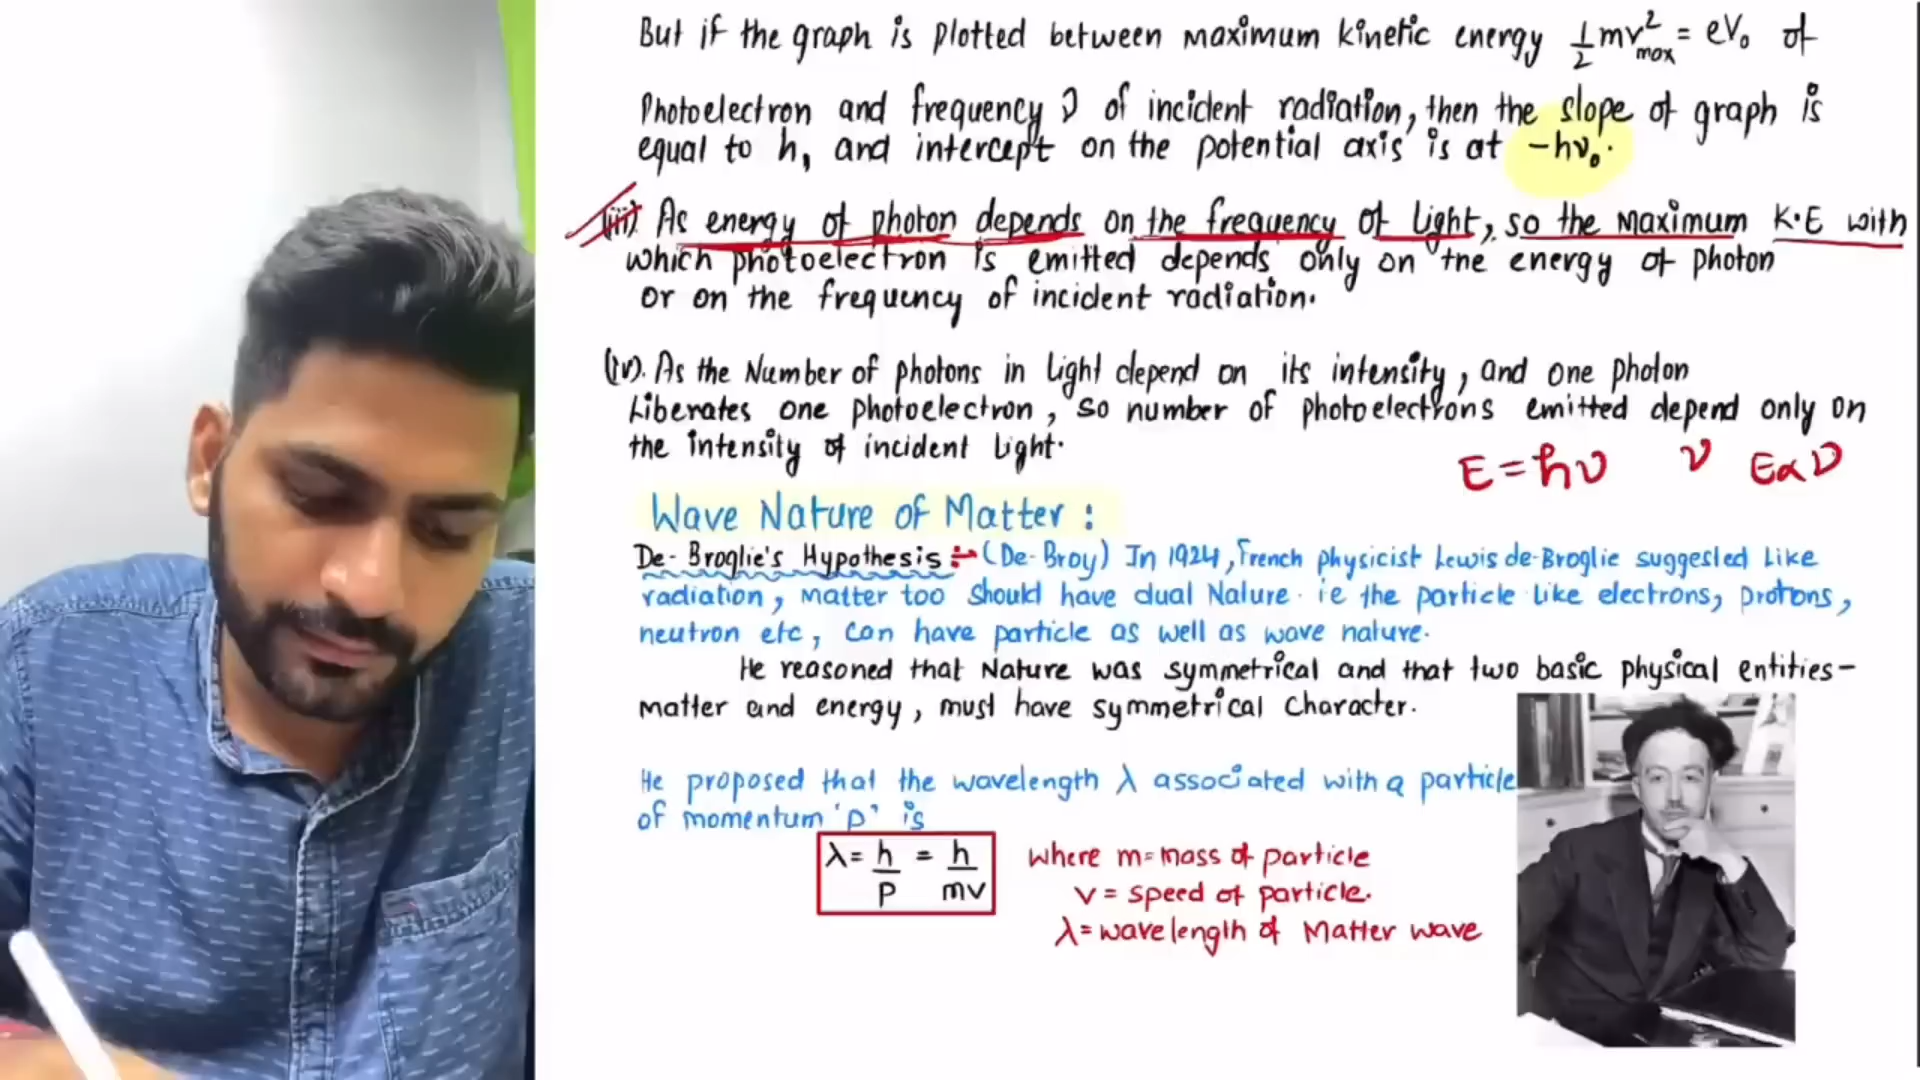 But if the graph is plotted between maximum kinetic energy 1/2 mv²max = eV₀ of
Photoelectron and frequency ν of incident radiation, then the slope of graph is
equal to h, and intercept on the potential axis is at -hν₀.
(iii). As energy of photon depends on the frequency of Light, so the Maximum K.E with
which photoelectron is emitted depends only on the energy of photon
or on the frequency of incident radiation.
(iv). As the Number of photons in light depend on its intensity, and one photon
Liberates one photoelectron, so number of photoelectrons emitted depend only on
the intensity of incident Light.
E = hν ν E∝ν
Wave Nature of Matter :
De-Broglie's Hypothesis :- (De-Broy) In 1924, French physicist Lewis de-Broglie suggested Like
radiation, matter too should have dual Nature. ie the particle like electrons, protons,
neutron etc, can have particle as well as wave nature.
He reasoned that Nature was symmetrical and that two basic physical entities-
matter and energy, must have symmetrical character.
He proposed that the wavelength λ associated with a particle
of momentum 'p' is
λ = h/p = h/mv
Where m = mass of particle
v = speed of particle.
λ = wavelength of Matter wave